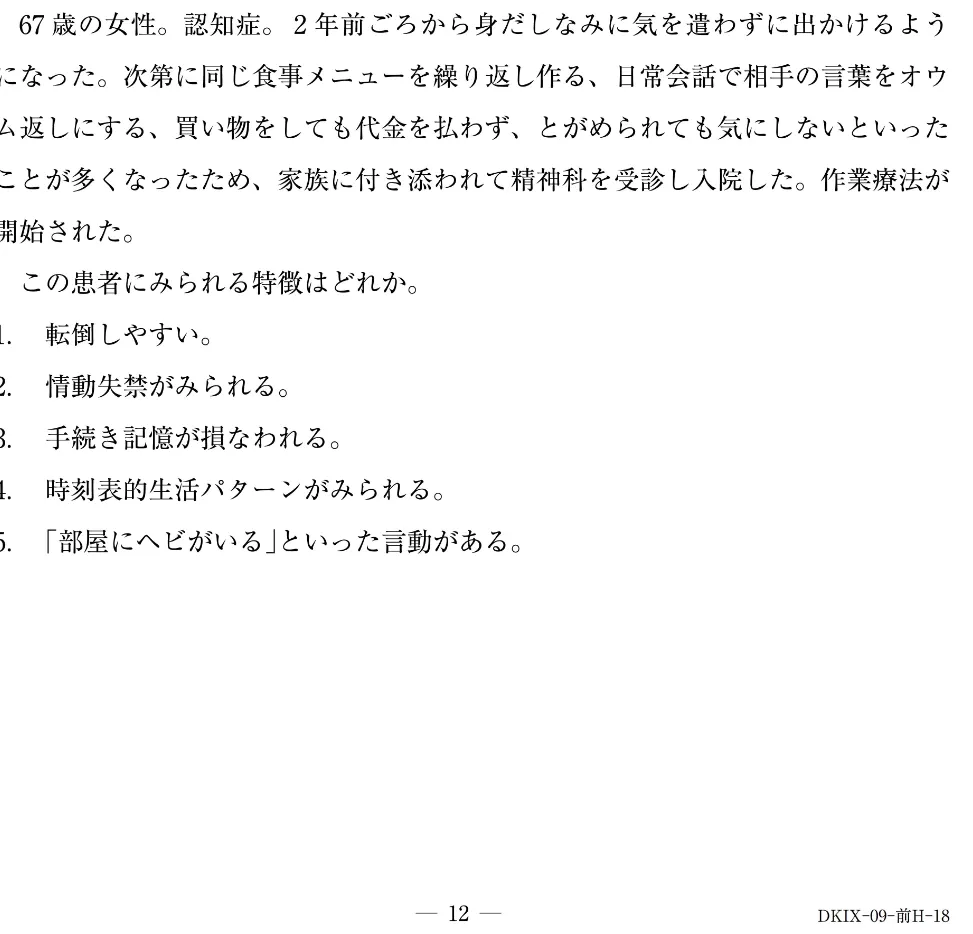 67歳の女性。認知症。2年前ごろから身だしなみに気を遣わずに出かけるよう
になった。次第に同じ食事メニューを繰り返し作る、日常会話で相手の言葉をオウ
ム返しにする、買い物をしても代金を払わず、とがめられても気にしないといった
ことが多くなったため、家族に付き添われて精神科を受診し入院した。作業療法が
開始された。
この患者にみられる特徴はどれか。
1. 転倒しやすい。
2. 情動失禁がみられる。
3. 手続き記憶が損なわれる。
4. 時刻表的生活パターンがみられる。
5. 「部屋にヘビがいる」といった言動がある。
— 12 —
DKIX-09-前H-18